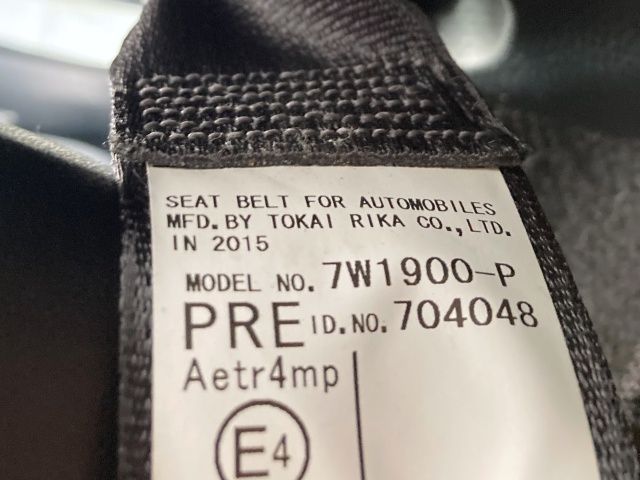 SEAT BELT FOR AUTOMOBILES
MFD.BY TOKAI RIKA CO.,LTD.
IN 2015
MODEL NO. 7W1900-P
PRE ID.NO. 704048
Aetr4mp
E4